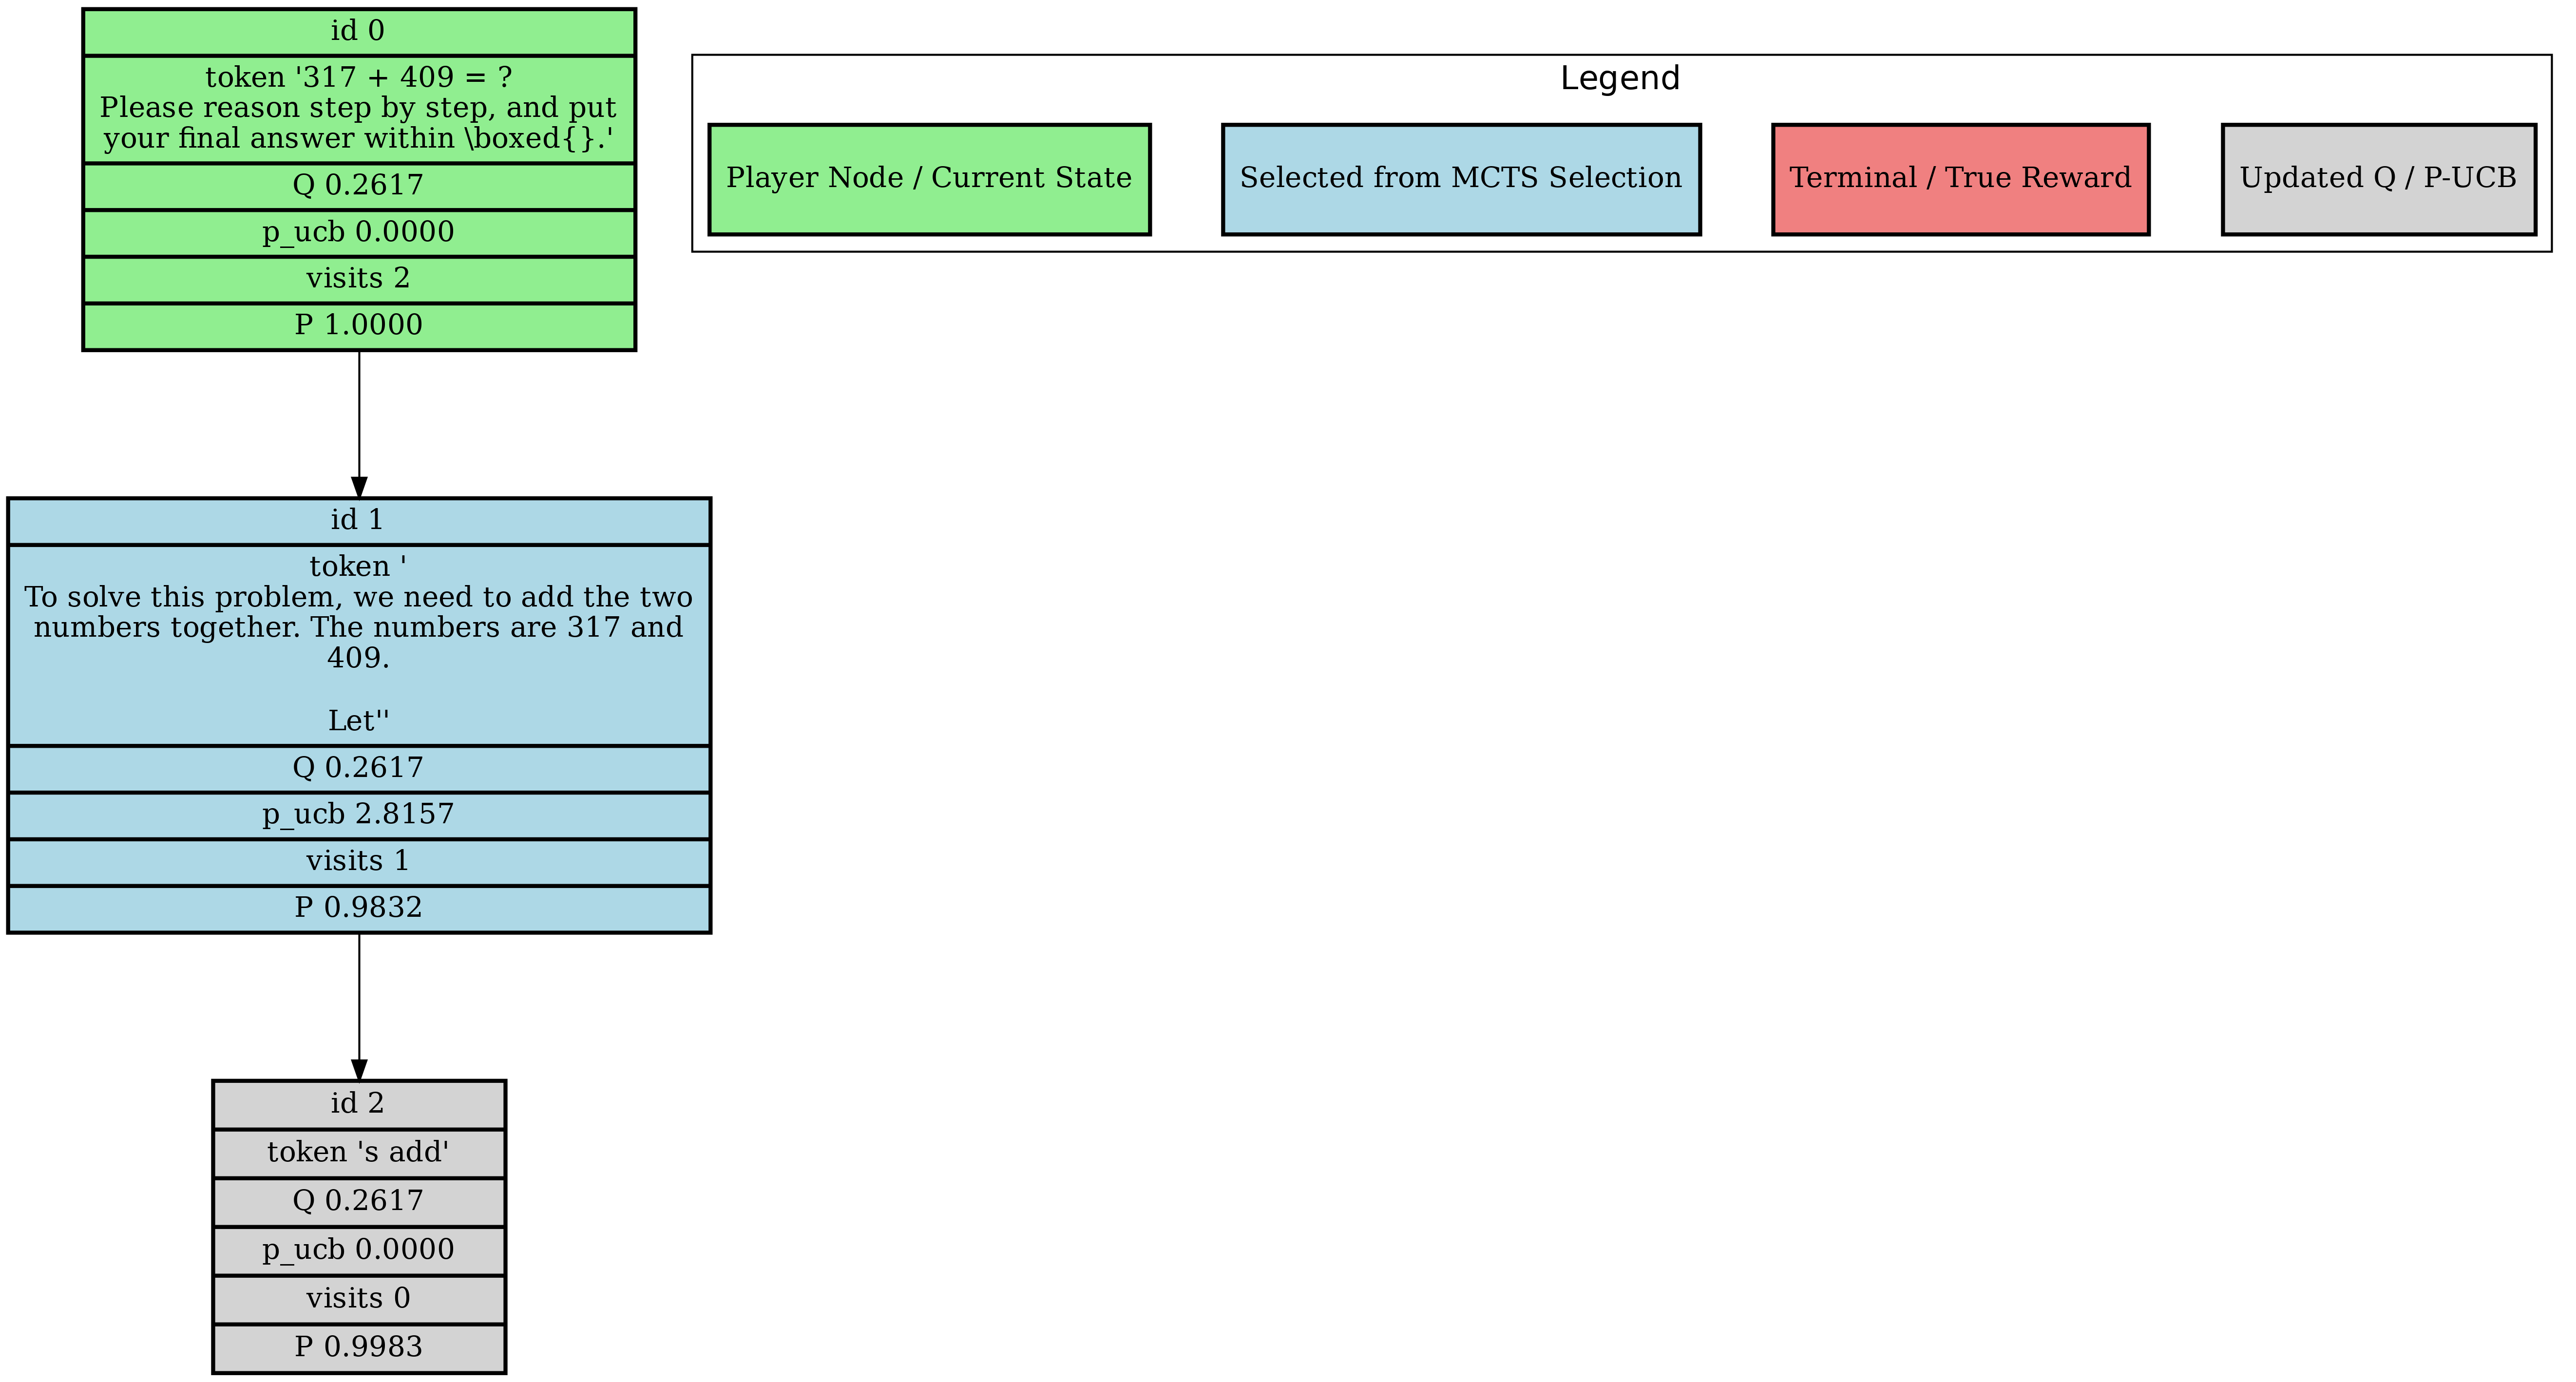 id 0
token '317 + 409 = ?
Please reason step by step, and put
your final answer within \boxed{}.'
Q 0.2617
p_ucb 0.0000
visits 2
P 1.0000
Legend
Player Node / Current State
Selected from MCTS Selection
Terminal / True Reward
Updated Q / P-UCB
id 1
token '
To solve this problem, we need to add the two
numbers together. The numbers are 317 and
409.
Let''
Q 0.2617
p_ucb 2.8157
visits 1
P 0.9832
id 2
token 's add'
Q 0.2617
p_ucb 0.0000
visits 0
P 0.9983